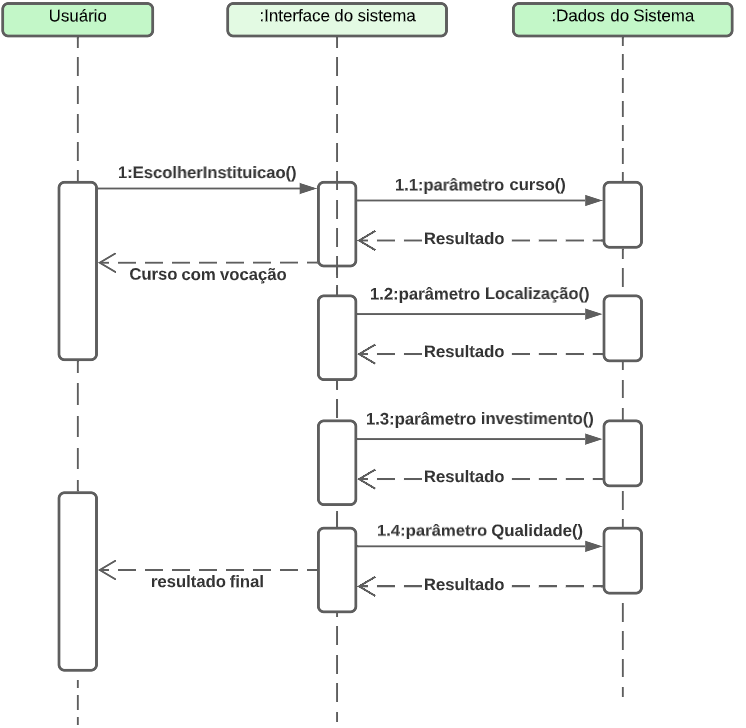 Usuário
:Interface do sistema
:Dados do Sistema
1:EscolherInstituicao()
1.1:parâmetro curso()
Resultado
Curso com vocação
1.2:parâmetro Localização()
Resultado
1.3:parâmetro investimento()
Resultado
1.4:parâmetro Qualidade()
resultado final
Resultado